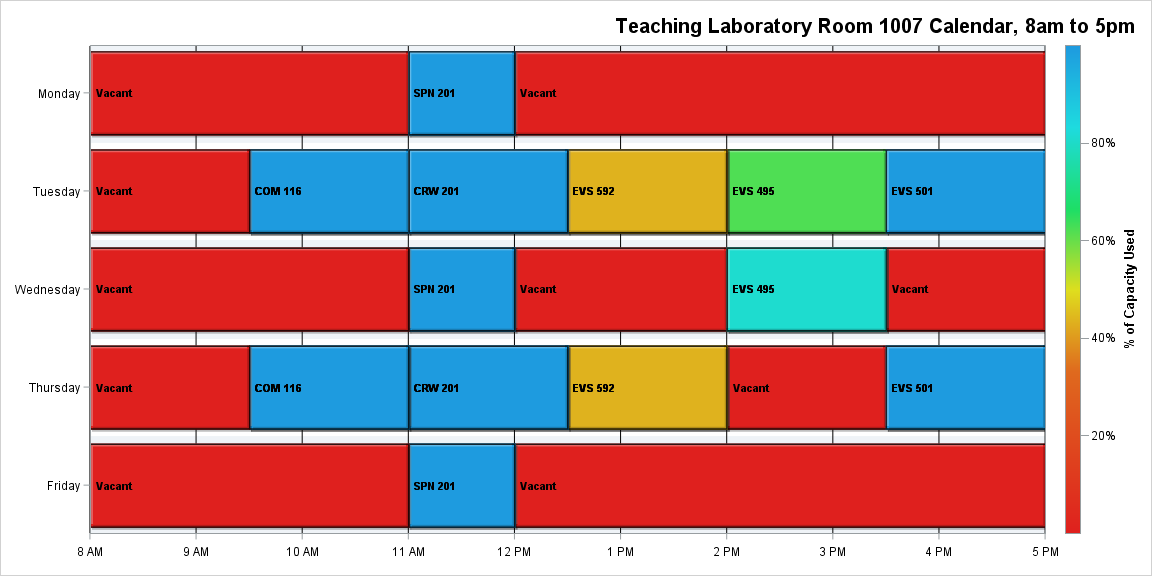 Teaching Laboratory Room 1007 Calendar, 8am to 5pm
Monday
Vacant
SPN 201
Vacant
Tuesday
Vacant
COM 116
CRW 201
EVS 592
EVS 495
EVS 501
Wednesday
Vacant
SPN 201
Vacant
EVS 495
Vacant
Thursday
Vacant
COM 116
CRW 201
EVS 592
Vacant
EVS 501
Friday
Vacant
SPN 201
Vacant
8 AM
9 AM
10 AM
11 AM
12 PM
1 PM
2 PM
3 PM
4 PM
5 PM
80%
60%
40%
20%
% of Capacity Used